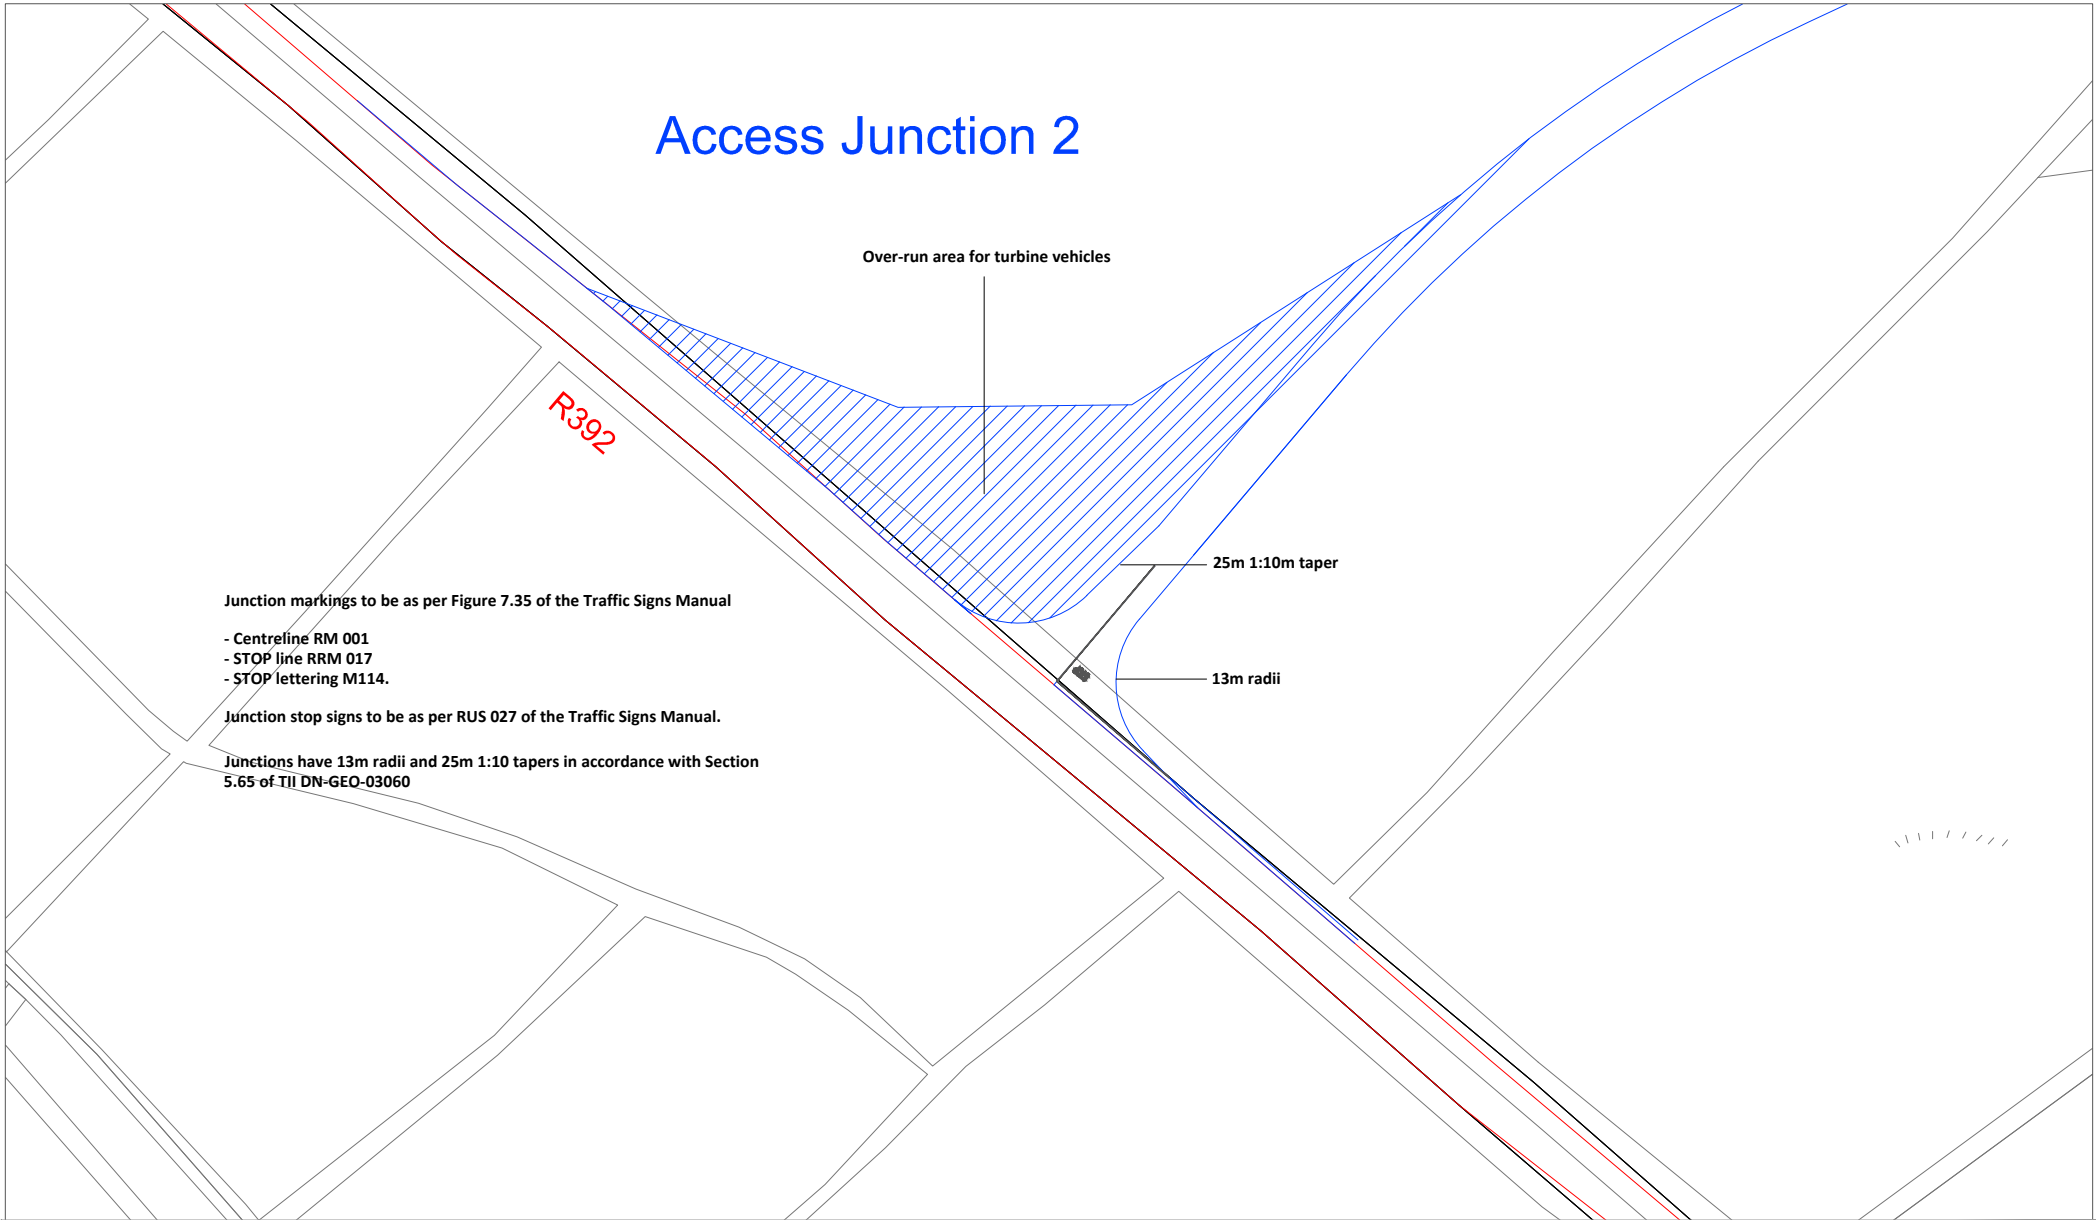 Access Junction 2
Over-run area for turbine vehicles
R392
25m 1:10m taper
Junction markings to be as per Figure 7.35 of the Traffic Signs Manual
- Centreline RM 001
- STOP line RRM 017
- STOP lettering M114.
13m radii
Junction stop signs to be as per RUS 027 of the Traffic Signs Manual.
Junctions have 13m radii and 25m 1:10 tapers in accordance with Section
5.65 of TII DN-GEO-03060